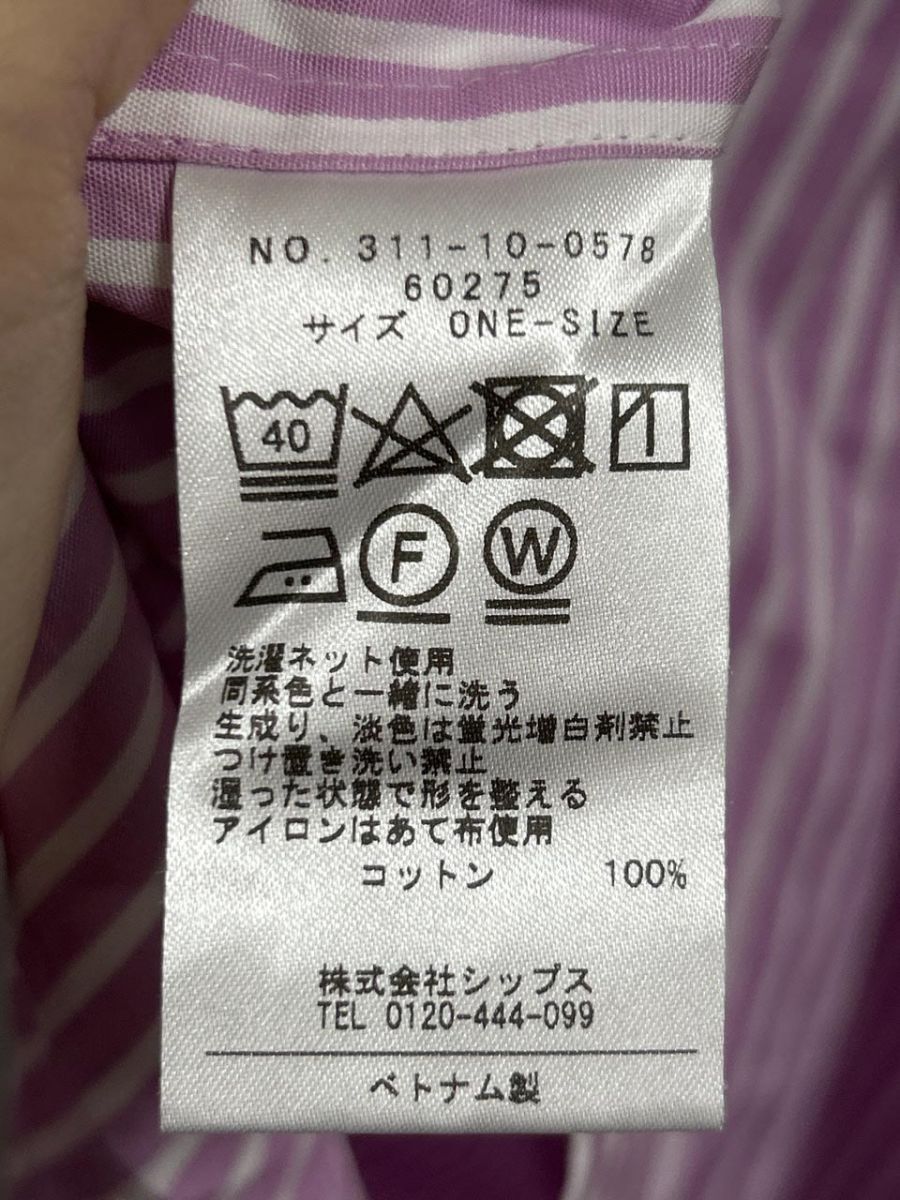 NO. 311-10-0578
60275
サイズ ONE-SIZE
40
F W
洗濯ネット使用
同系色と一緒に洗う
生成り、淡色は蛍光増白剤禁止
つけ置き洗い禁止
湿った状態で形を整える
アイロンはあて布使用
コットン 100%
株式会社シップス
TEL 0120-444-099
ベトナム製